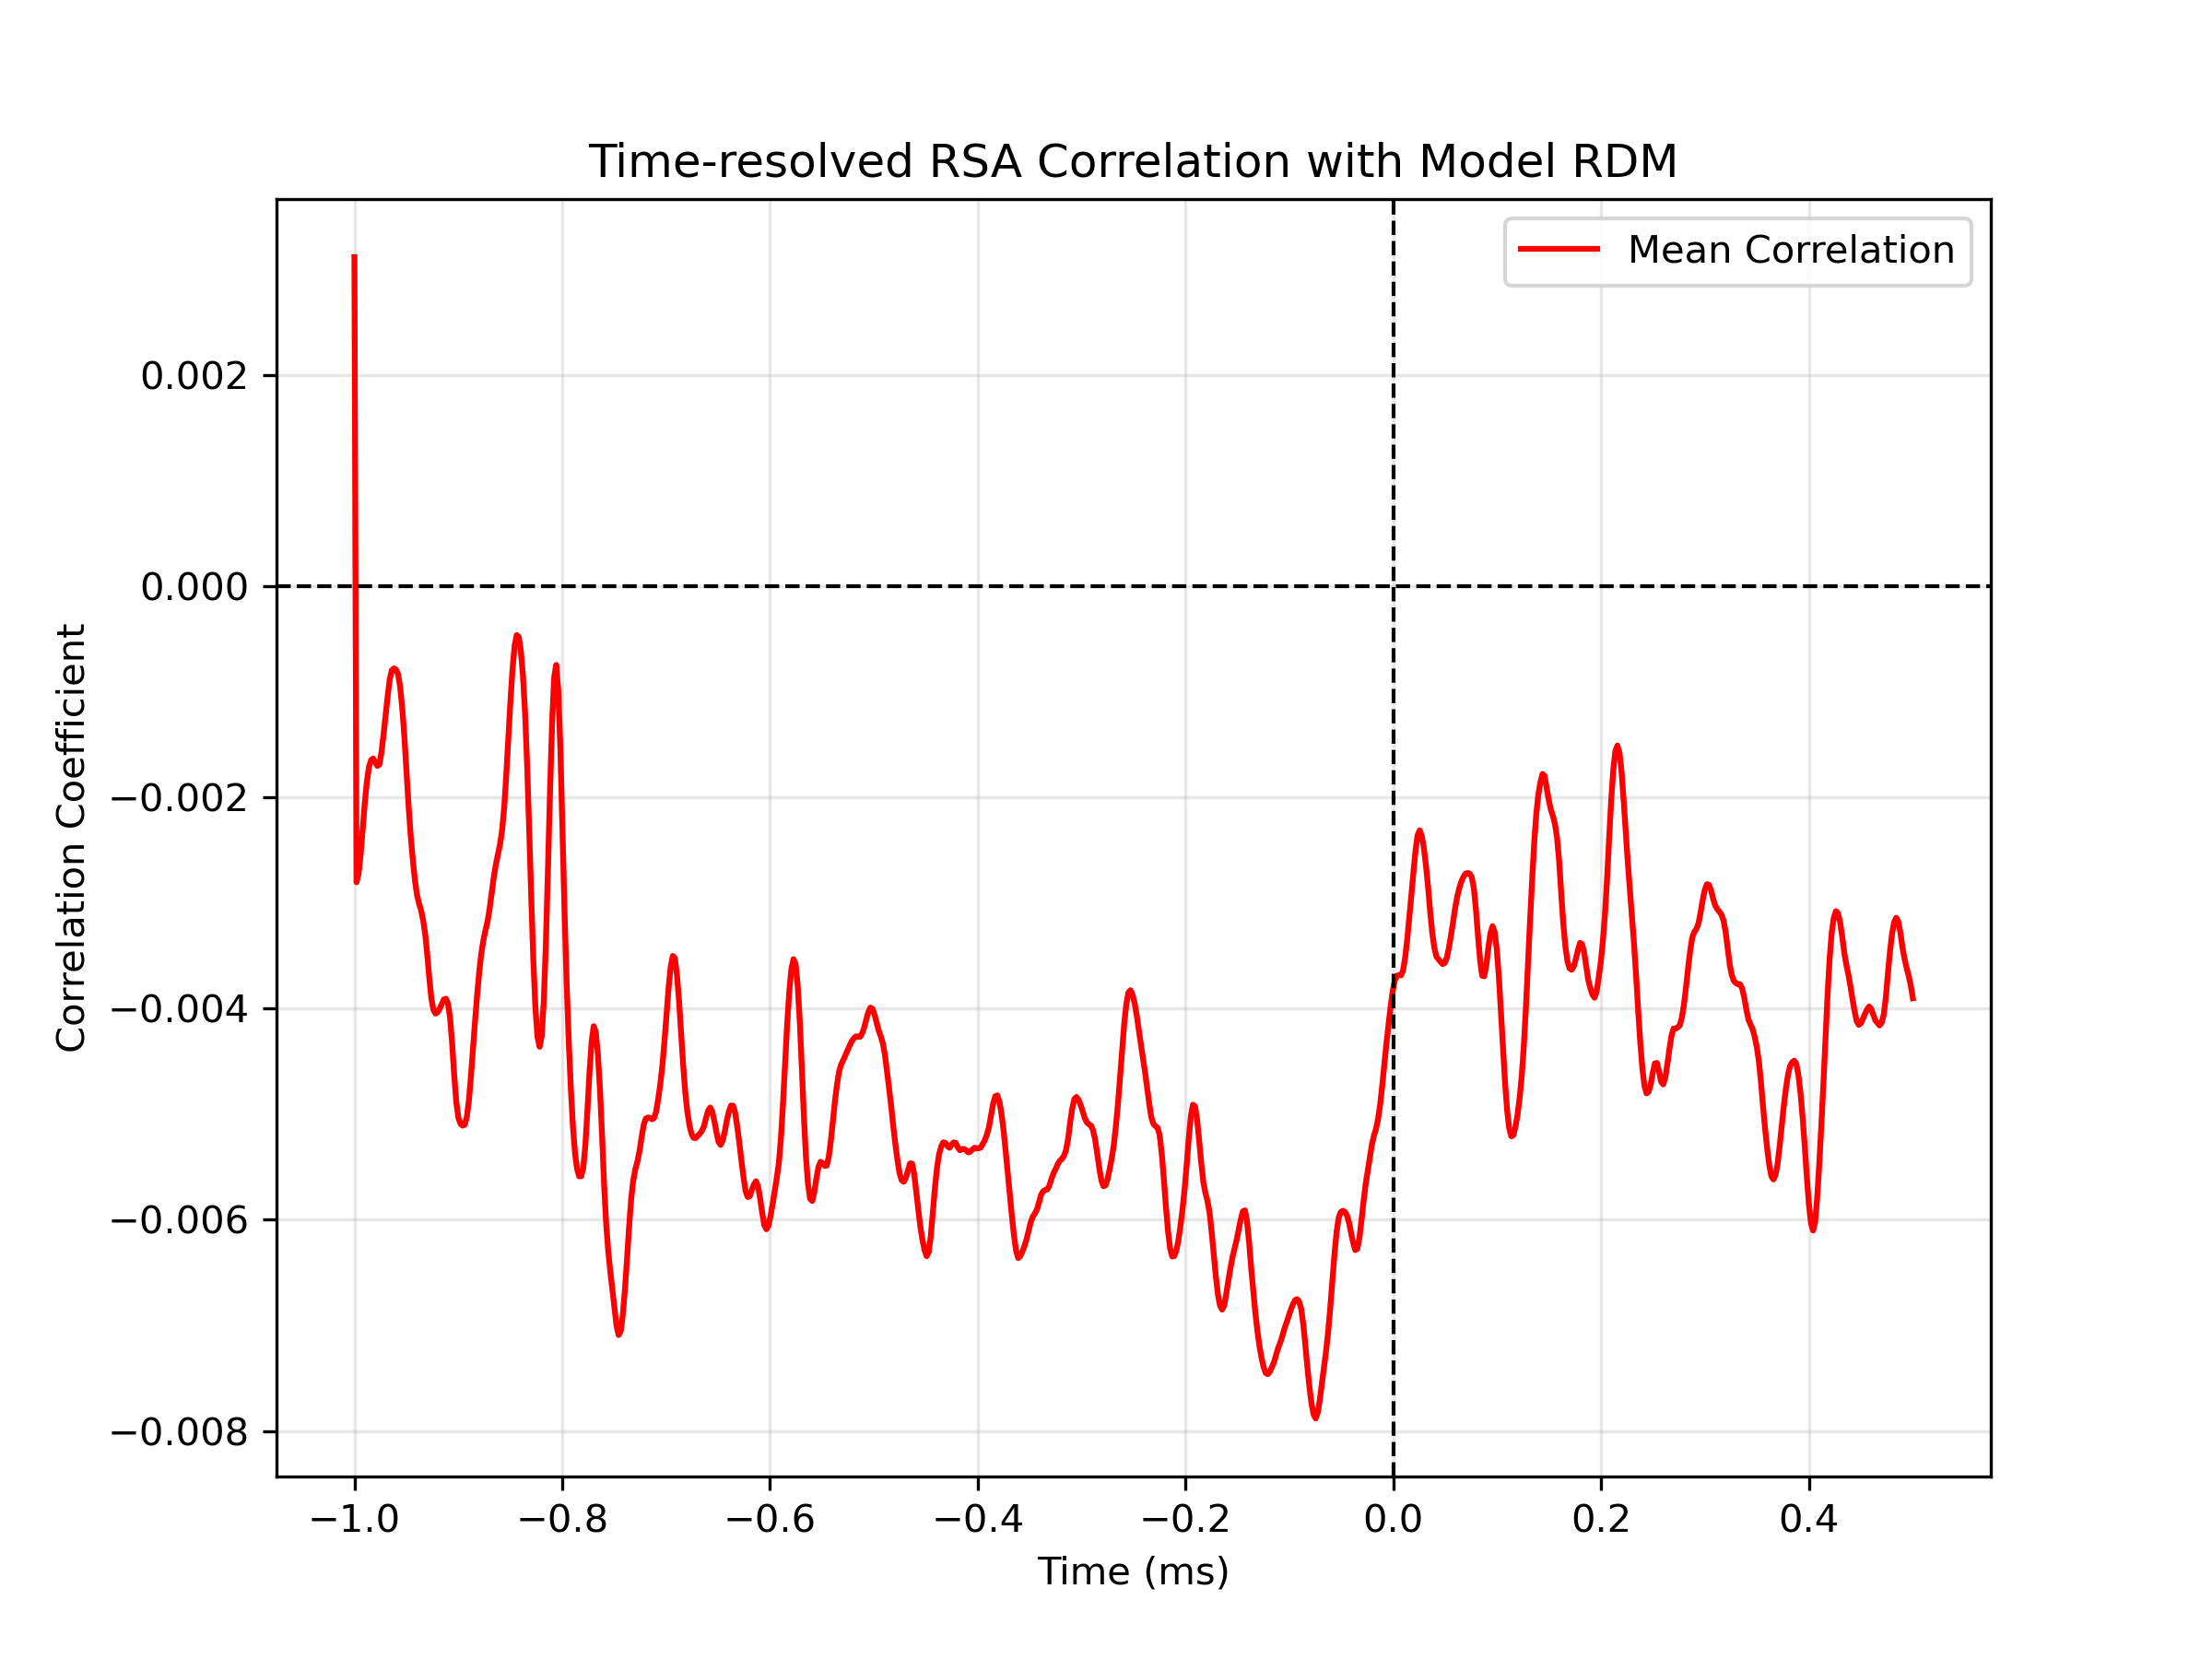 Time-resolved RSA Correlation with Model RDM
Mean Correlation
Correlation Coefficient
0.002
0.000
−0.002
−0.004
−0.006
−0.008
−1.0 −0.8 −0.6 −0.4 −0.2 0.0 0.2 0.4
Time (ms)